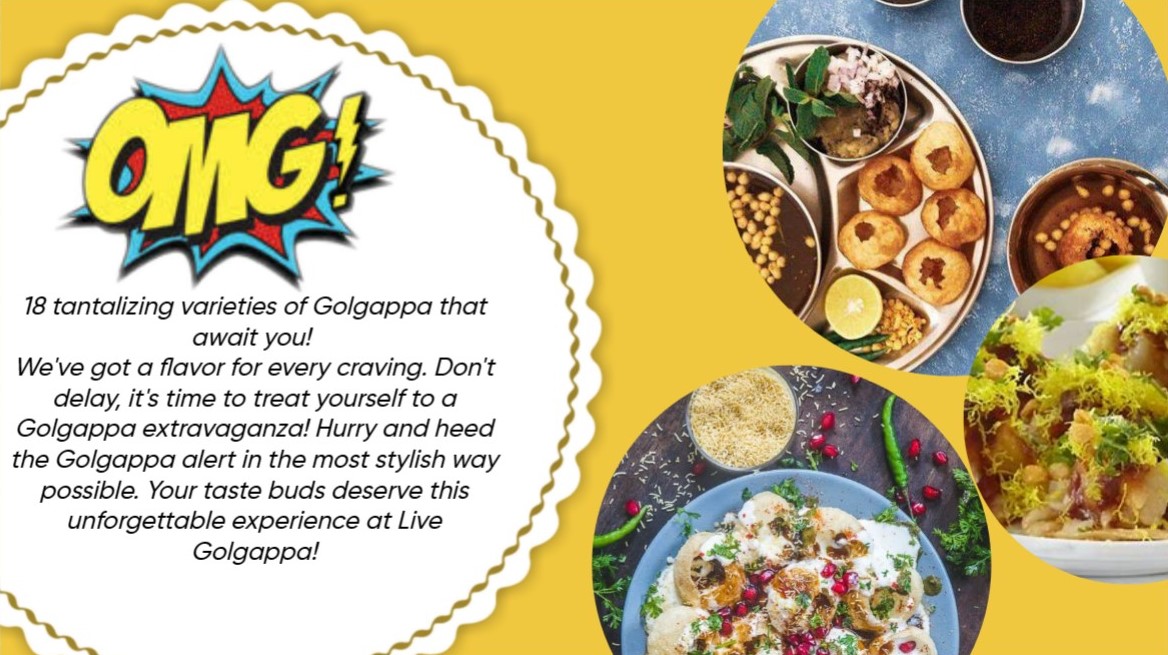 OMG!
18 tantalizing varieties of Golgappa that
await you!
We've got a flavor for every craving. Don't
delay, it's time to treat yourself to a
Golgappa extravaganza! Hurry and heed
the Golgappa alert in the most stylish way
possible. Your taste buds deserve this
unforgettable experience at Live
Golgappa!